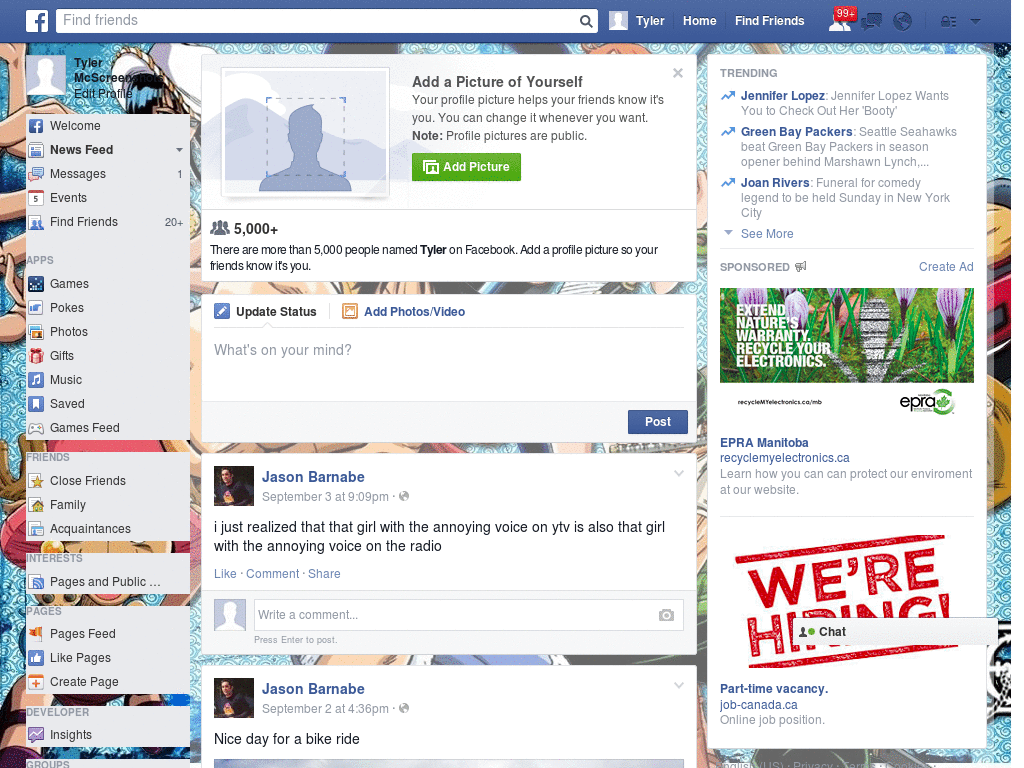 Find friends
Tyler
Home
Find Friends
99+
Tyler
McScreenshot
Edit Profile
Welcome
News Feed
Messages 1
5 Events
Find Friends 20+
APPS
Games
Pokes
Photos
Gifts
Music
Saved
Games Feed
FRIENDS
Close Friends
Family
Acquaintances
INTERESTS
Pages and Public ...
PAGES
Pages Feed
Like Pages
Create Page
DEVELOPER
Insights
GROUPS
Add a Picture of Yourself
Your profile picture helps your friends know it's
you. You can change it whenever you want.
Note: Profile pictures are public.
Add Picture
5,000+
There are more than 5,000 people named Tyler on Facebook. Add a profile picture so your
friends know it's you.
Update Status
Add Photos/Video
What's on your mind?
Post
Jason Barnabe
September 3 at 9:09pm ·
i just realized that that girl with the annoying voice on ytv is also that girl
with the annoying voice on the radio
Like · Comment · Share
Write a comment...
Press Enter to post.
Jason Barnabe
September 2 at 4:36pm ·
Nice day for a bike ride
TRENDING
Jennifer Lopez: Jennifer Lopez Wants
You to Check Out Her 'Booty'
Green Bay Packers: Seattle Seahawks
beat Green Bay Packers in season
opener behind Marshawn Lynch,...
Joan Rivers: Funeral for comedy
legend to be held Sunday in New York
City
See More
SPONSORED
Create Ad
EXTEND
NATURE'S
WARRANTY.
RECYCLE YOUR
ELECTRONICS.
recycleMYelectronics.ca/mb
epra
EPRA Manitoba
recyclemyelectronics.ca
Learn how you can can protect our enviroment
at our website.
WE'RE
HIRING!
Chat
Part-time vacancy.
job-canada.ca
Online job position.
English (US) · Privacy · Terms · Cookies ·